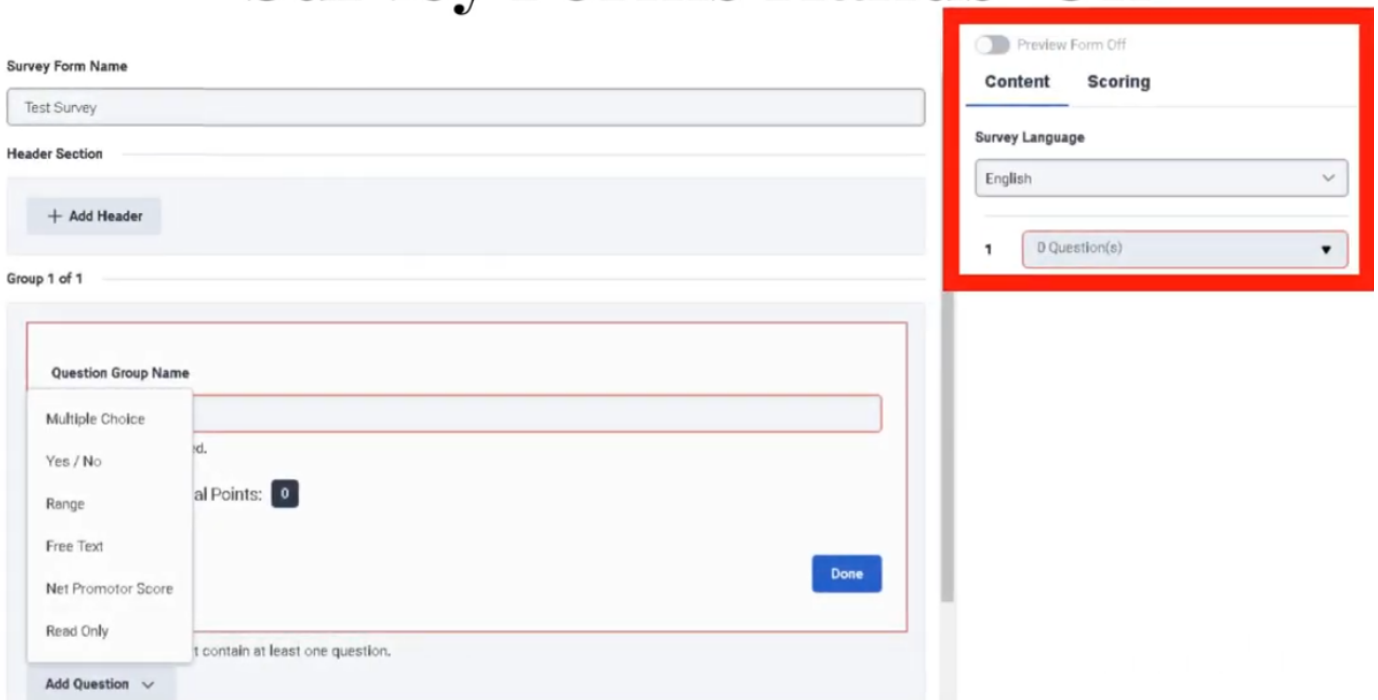 Survey Form Name
Test Survey
Header Section
+ Add Header
Group 1 of 1
Question Group Name
Multiple Choice
Yes / No
Range
Free Text
Net Promotor Score
Read Only
al Points: 0
Done
contain at least one question.
Add Question
Preview Form Off
Content Scoring
Survey Language
English
1 0 Question(s)